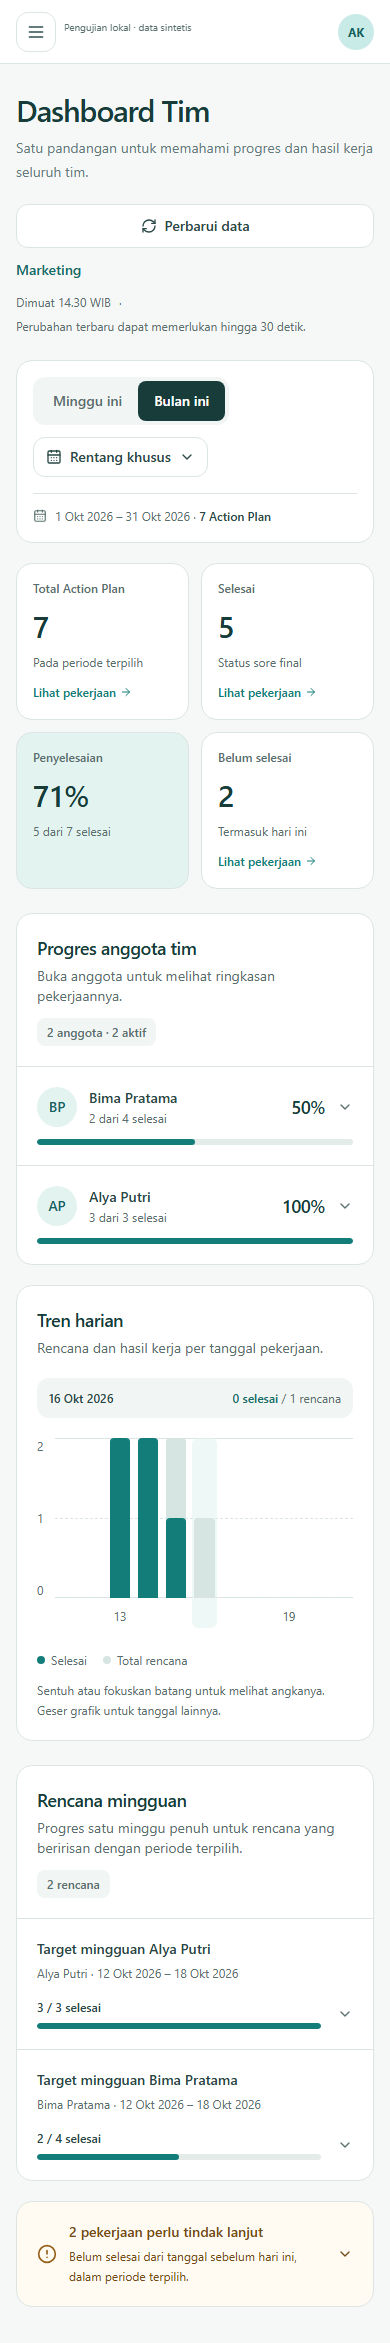 Pengujian lokal · data sintetis
AK
Dashboard Tim
Satu pandangan untuk memahami progres dan hasil kerja
seluruh tim.
Perbarui data
Marketing
Dimuat 14.30 WIB ·
Perubahan terbaru dapat memerlukan hingga 30 detik.
Minggu ini
Bulan ini
Rentang khusus
1 Okt 2026 – 31 Okt 2026 · 7 Action Plan
Total Action Plan
7
Pada periode terpilih
Lihat pekerjaan →
Selesai
5
Status sore final
Lihat pekerjaan →
Penyelesaian
71%
5 dari 7 selesai
Belum selesai
2
Termasuk hari ini
Lihat pekerjaan →
Progres anggota tim
Buka anggota untuk melihat ringkasan
pekerjaannya.
2 anggota · 2 aktif
BP
Bima Pratama
2 dari 4 selesai
50%
AP
Alya Putri
3 dari 3 selesai
100%
Tren harian
Rencana dan hasil kerja per tanggal pekerjaan.
16 Okt 2026
0 selesai / 1 rencana
2
1
0
13
19
Selesai
Total rencana
Sentuh atau fokuskan batang untuk melihat angkanya.
Geser grafik untuk tanggal lainnya.
Rencana mingguan
Progres satu minggu penuh untuk rencana yang
beririsan dengan periode terpilih.
2 rencana
Target mingguan Alya Putri
Alya Putri · 12 Okt 2026 – 18 Okt 2026
3 / 3 selesai
Target mingguan Bima Pratama
Bima Pratama · 12 Okt 2026 – 18 Okt 2026
2 / 4 selesai
2 pekerjaan perlu tindak lanjut
Belum selesai dari tanggal sebelum hari ini,
dalam periode terpilih.